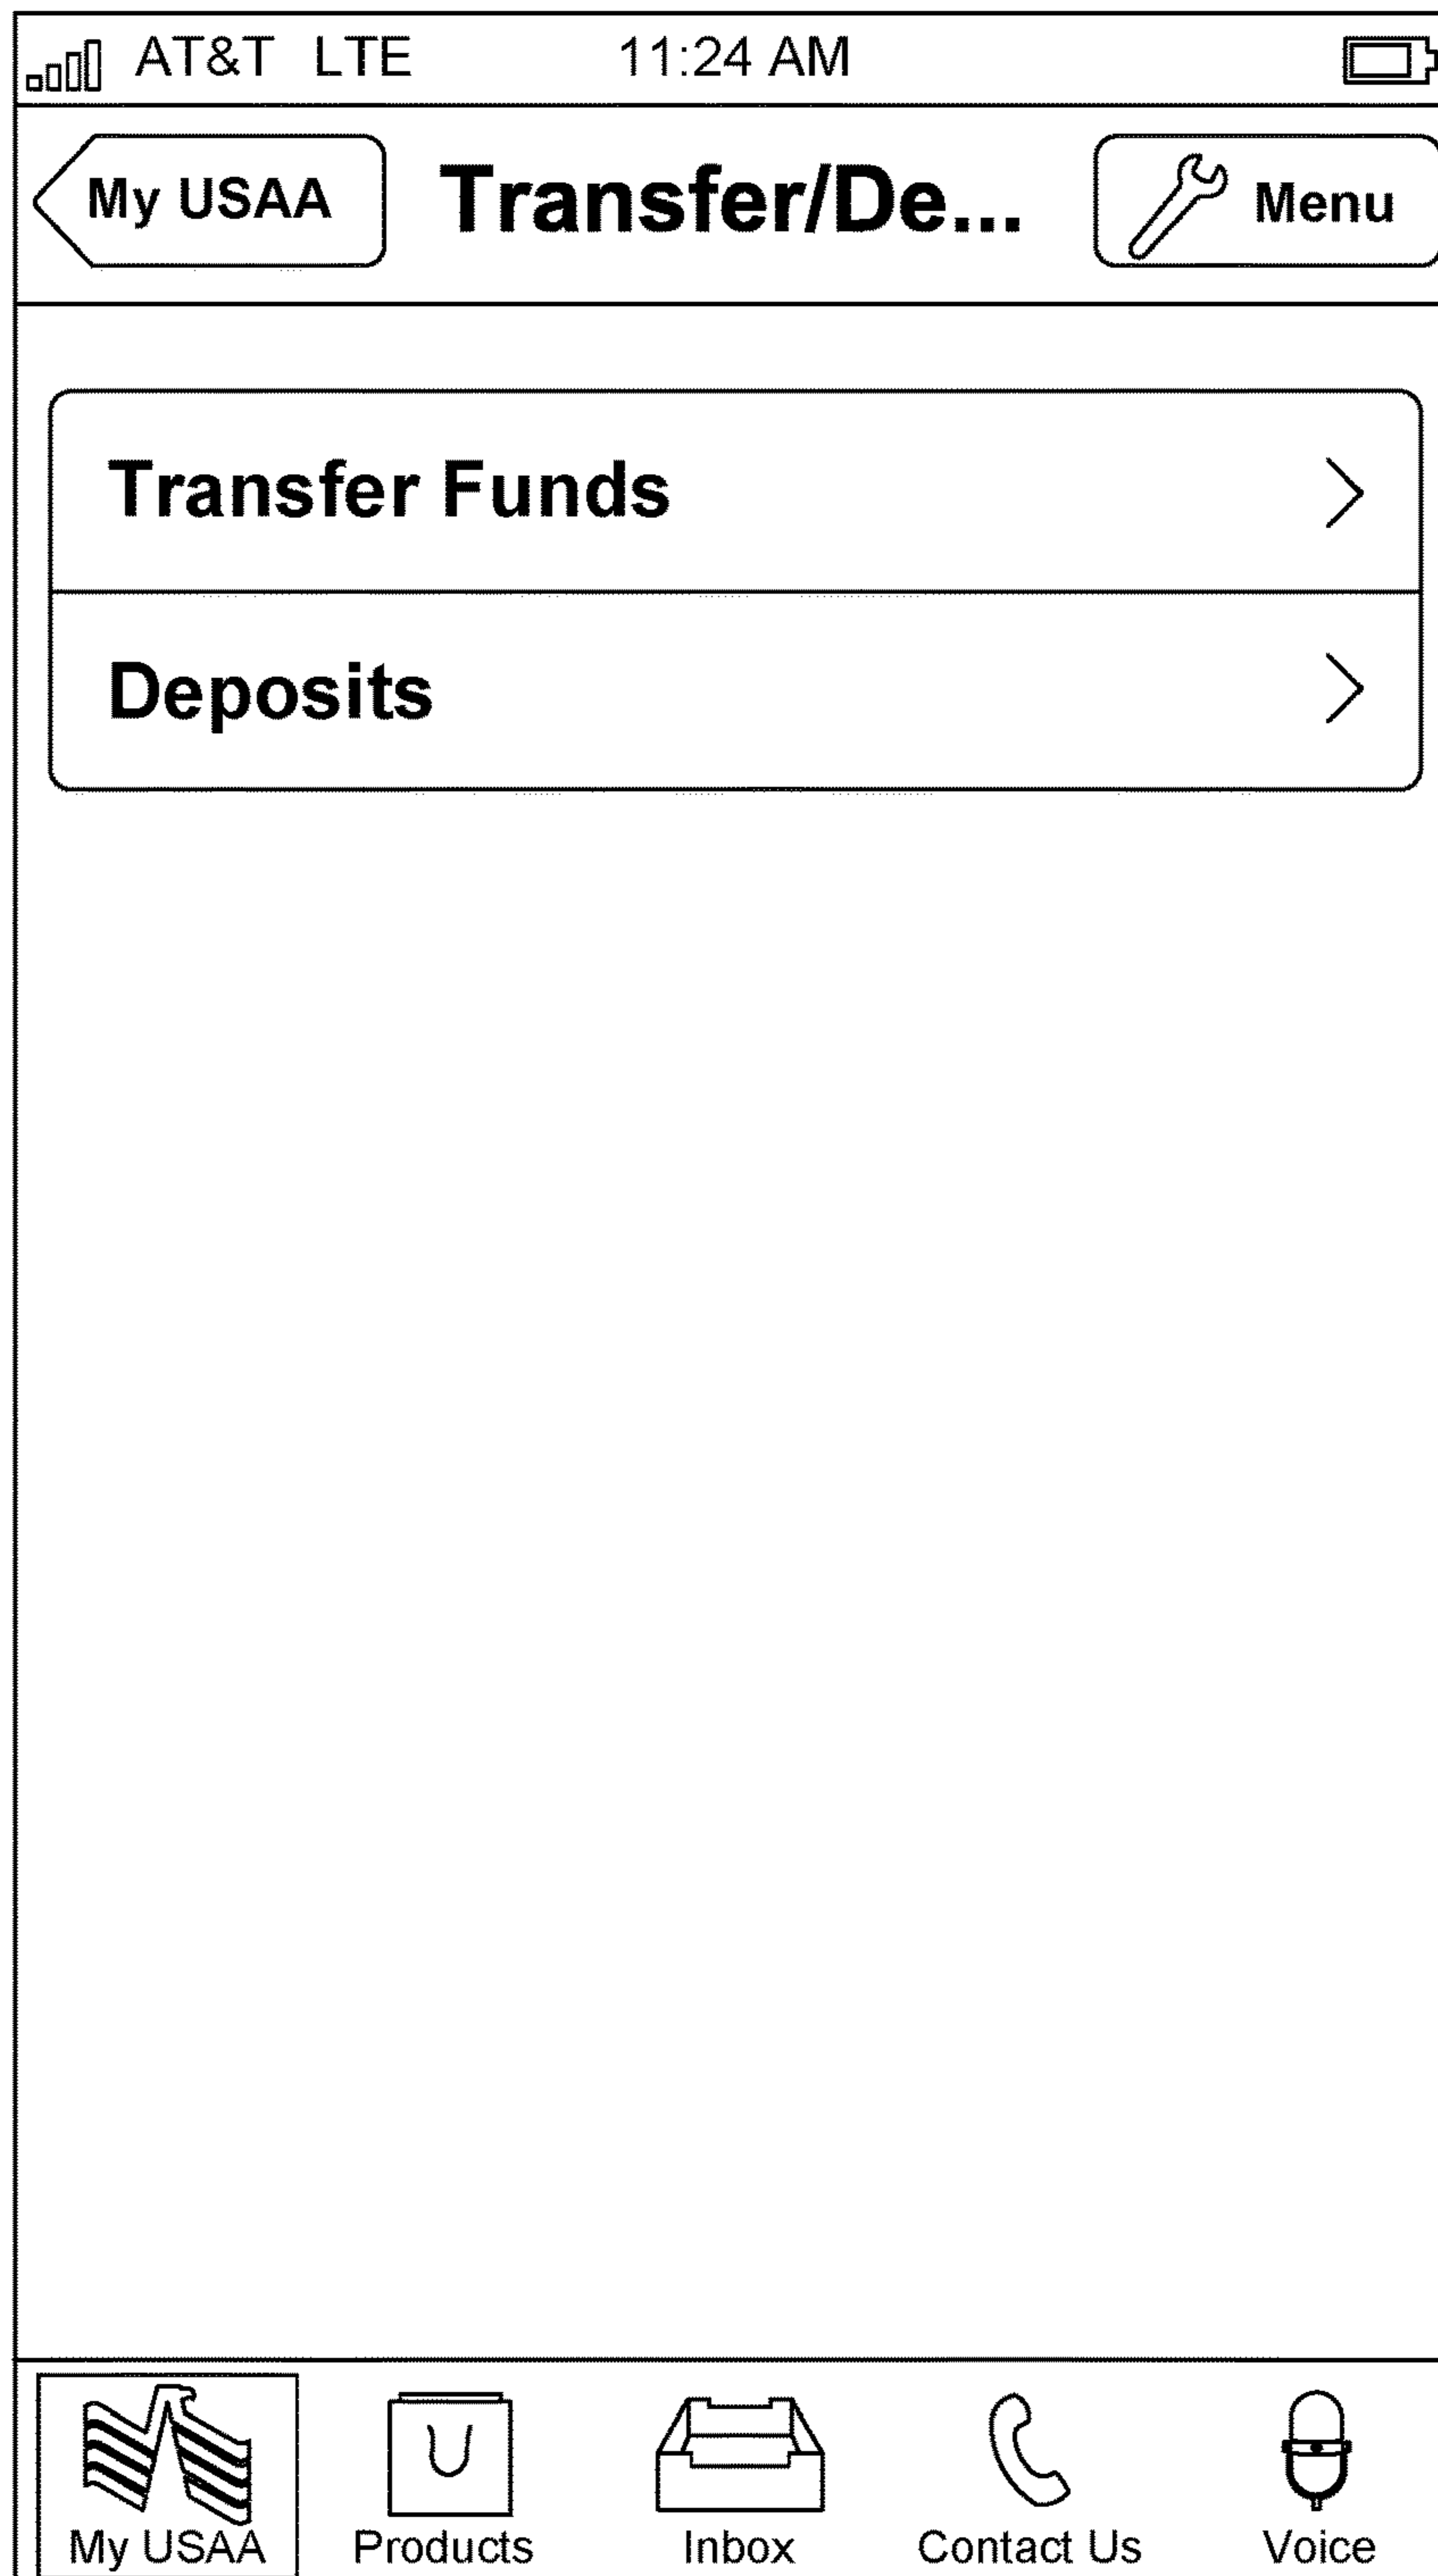 AT&T LTE 11:24 AM
My USAA Transfer/De... Menu
Transfer Funds
Deposits
My USAA Products Inbox Contact Us Voice